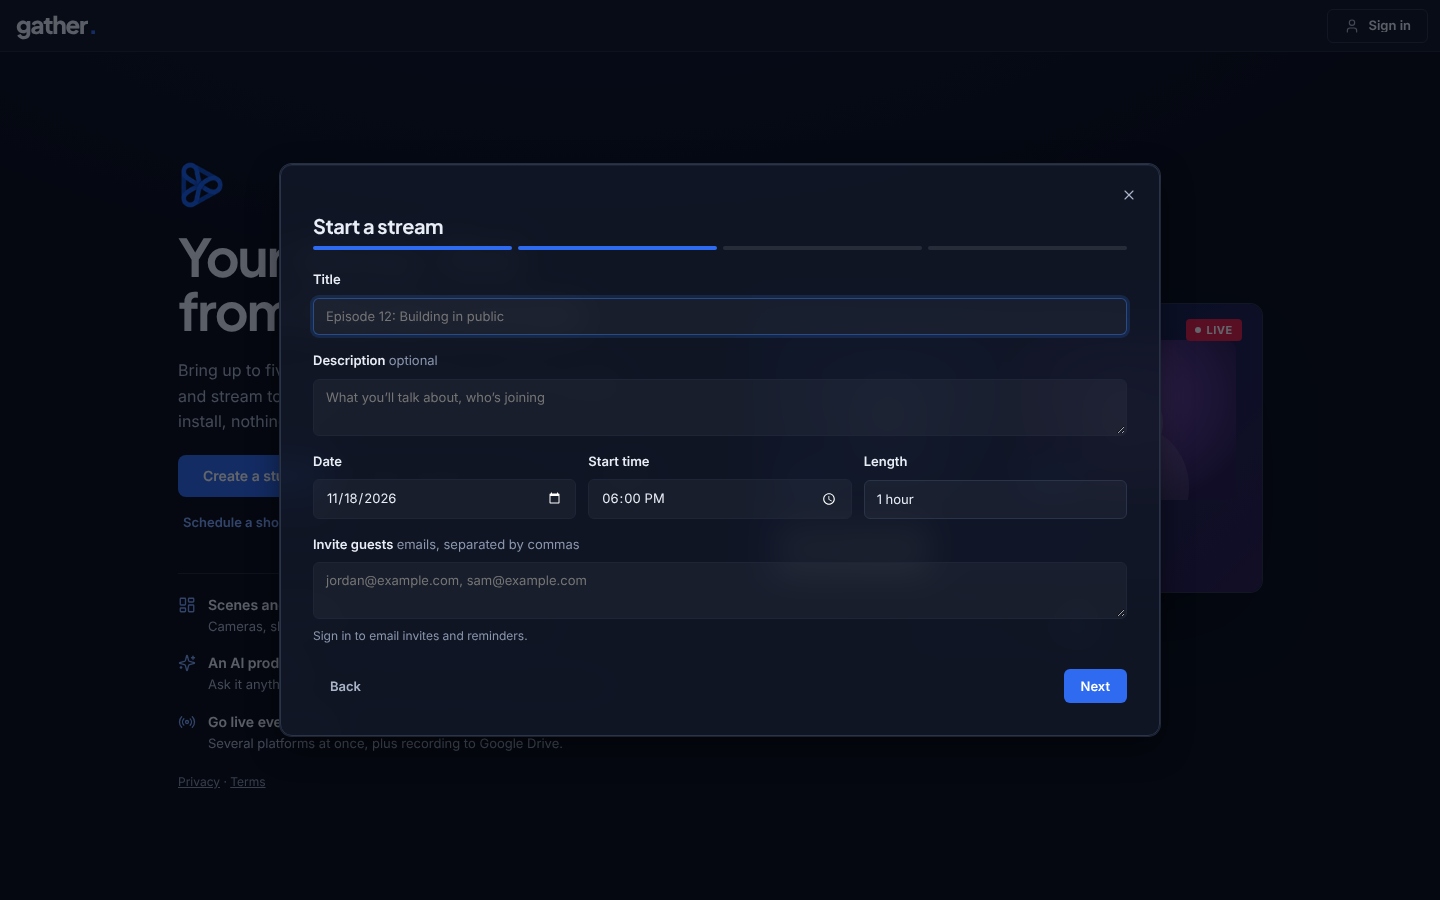 gather.
Sign in
Your
from
Bring up to fiv
and stream to
install, nothin
Create a stu
Schedule a sho
Scenes an
Cameras, sl
An AI prod
Ask it anyth
Go live eve
Several platforms at once, plus recording to Google Drive.
Privacy · Terms
LIVE
Start a stream
Title
Episode 12: Building in public
Description optional
What you'll talk about, who's joining
Date Start time Length
11/18/2026 06:00 PM 1 hour
Invite guests emails, separated by commas
jordan@example.com, sam@example.com
Sign in to email invites and reminders.
Back Next